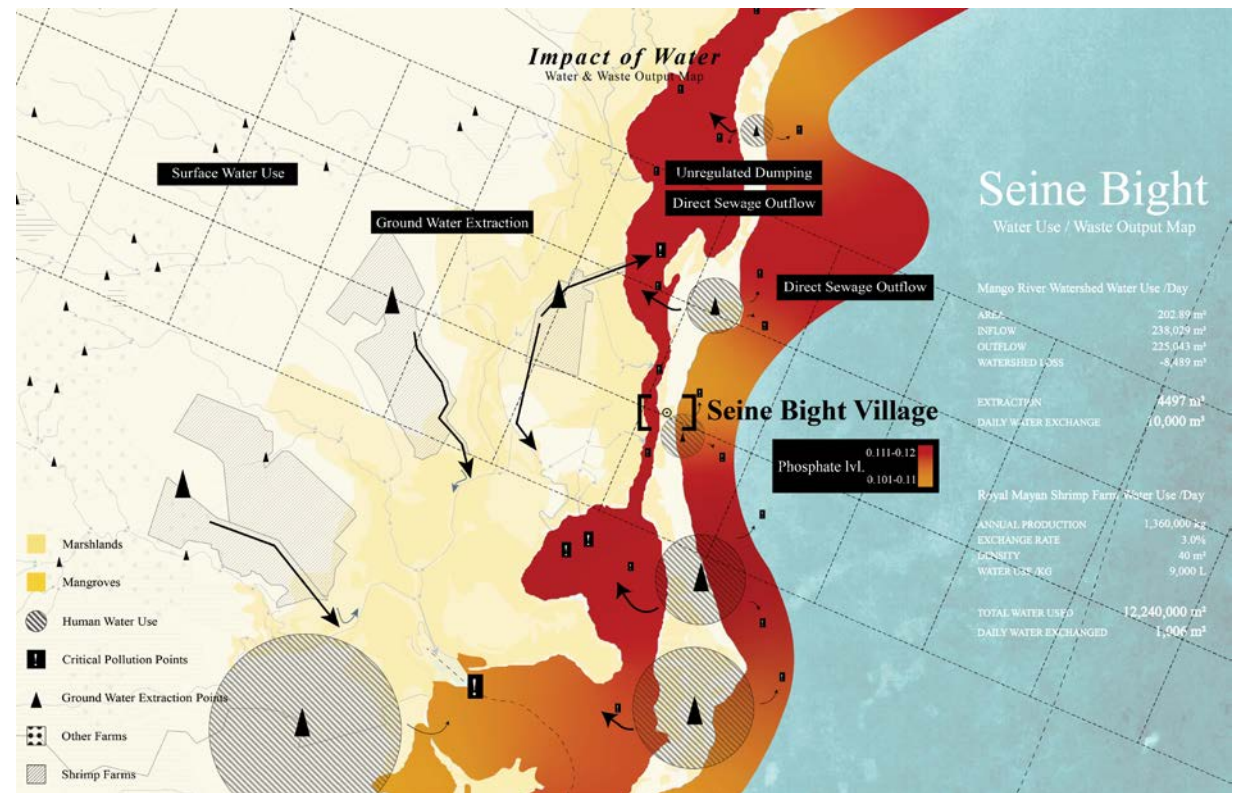 Impact of Water
Water & Waste Output Map
Surface Water Use
Ground Water Extraction
Unregulated Dumping
Direct Sewage Outflow
Direct Sewage Outflow
Seine Bight Village
Phosphate lvl.
0.111-0.12
0.101-0.11
Seine Bight
Water Use / Waste Output Map
Mango River Watershed Water Use /Day
AREA 202.89 m²
INFLOW 238,029 m³
OUTFLOW 225,043 m³
WATERSHED LOSS -8,489 m³
EXTRACTION 4497 m³
DAILY WATER EXCHANGE 10,000 m³
Royal Mayan Shrimp Farm Water Use /Day
ANNUAL PRODUCTION 1,360,000 kg
EXCHANGE RATE 3.0%
DENSITY 40 m²
WATER USE /KG 9,000 L
TOTAL WATER USED 12,240,000 m³
DAILY WATER EXCHANGED 1,006 m³
Marshlands
Mangroves
Human Water Use
Critical Pollution Points
Ground Water Extraction Points
Other Farms
Shrimp Farms